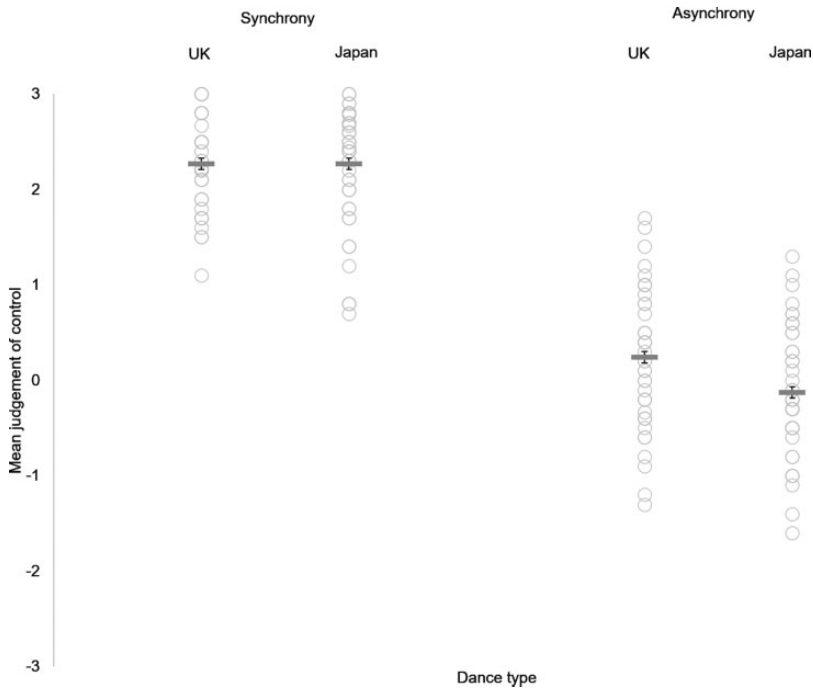 Synchrony
Asynchrony
UK
Japan
UK
Japan
3
2
1
0
-1
-2
-3
Mean judgement of control
Dance type